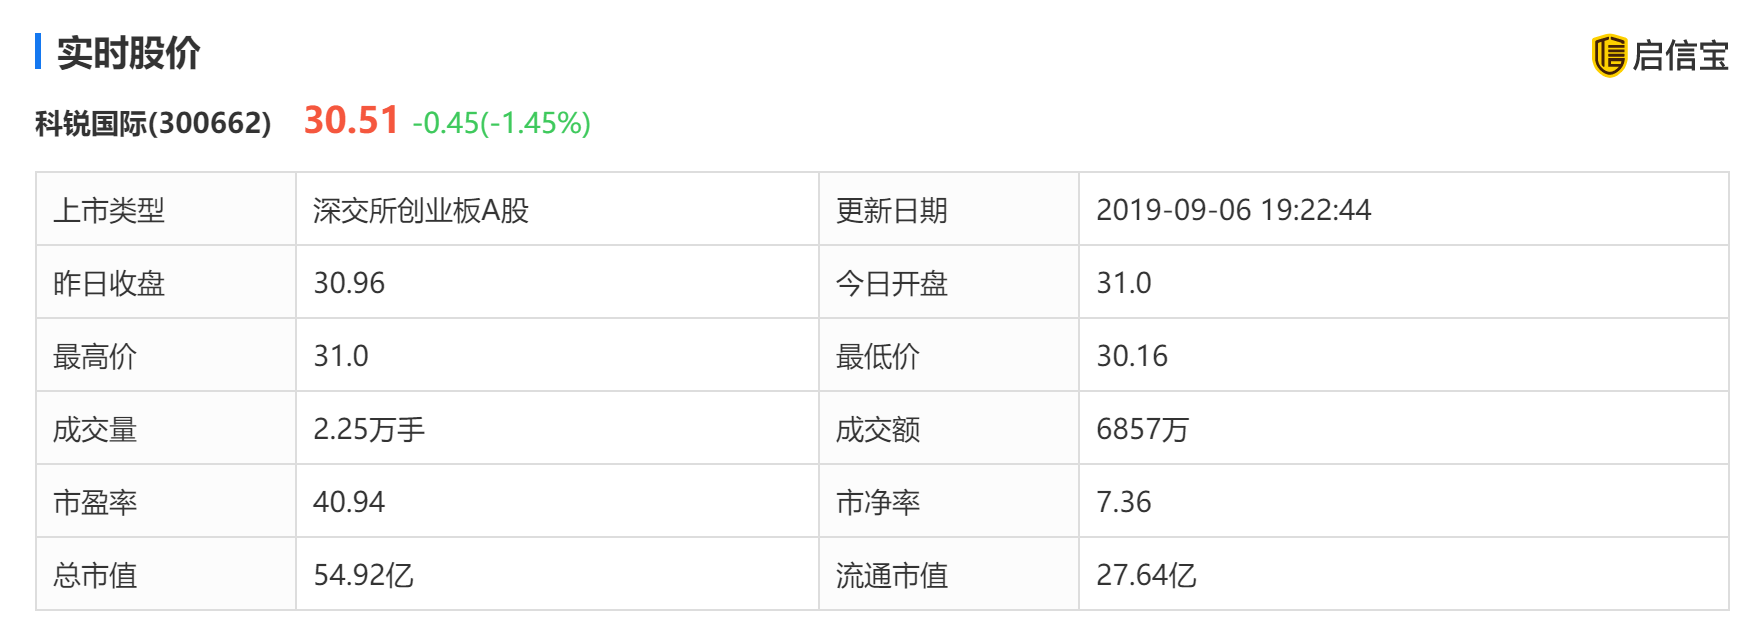 实时股价
启信宝
科锐国际(300662) 30.51 -0.45(-1.45%)
上市类型 深交所创业板A股 更新日期 2019-09-06 19:22:44
昨日收盘 30.96 今日开盘 31.0
最高价 31.0 最低价 30.16
成交量 2.25万手 成交额 6857万
市盈率 40.94 市净率 7.36
总市值 54.92亿 流通市值 27.64亿